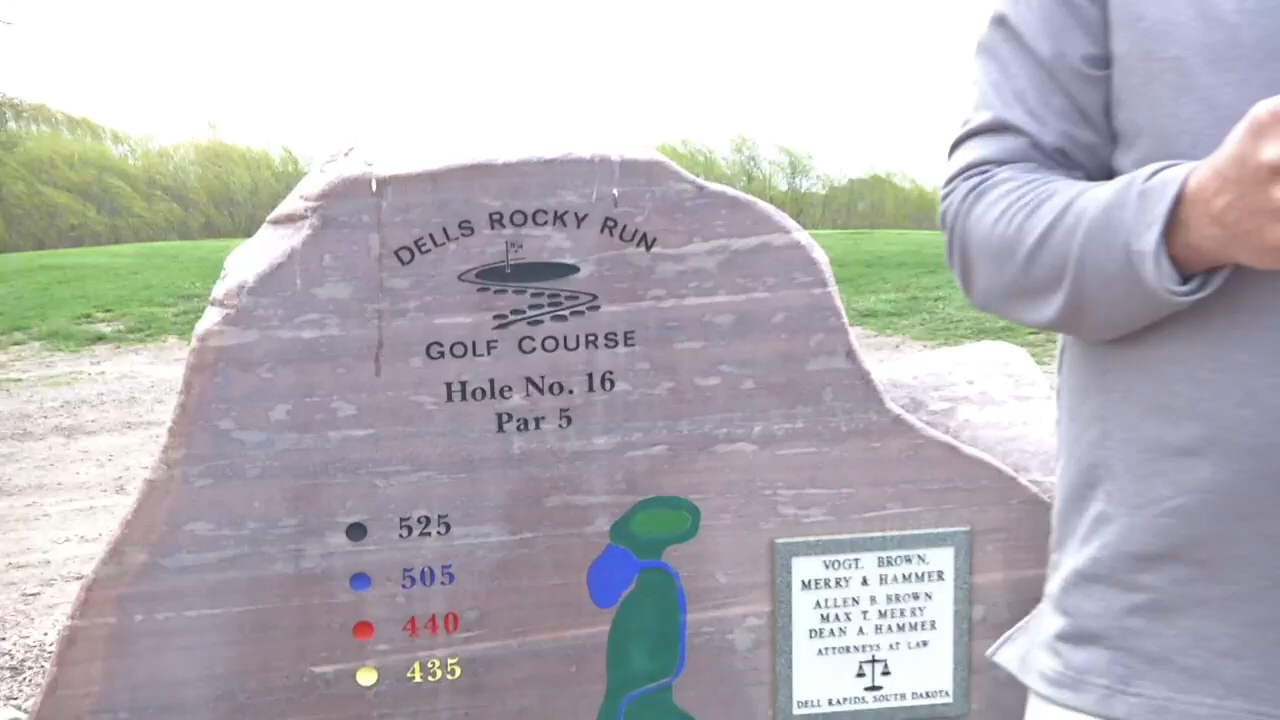 DELLS ROCKY RUN
GOLF COURSE
Hole No. 16
Par 5
525
505
440
435
VOGT, BROWN,
MERRY & HAMMER
ALLEN B. BROWN
MAX T. MERRY
DEAN A. HAMMER
ATTORNEYS AT LAW
DELL RAPIDS, SOUTH DAKOTA